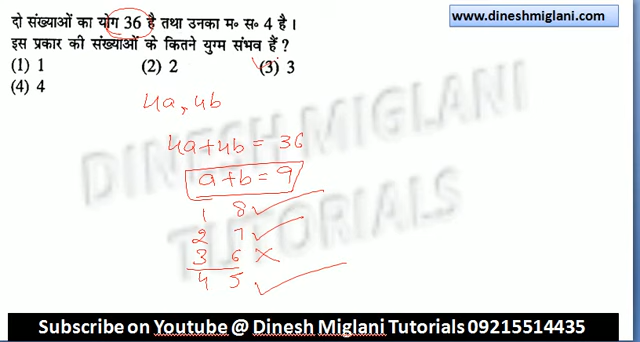 www.dineshmiglani.com
दो संख्याओं का योग 36 है तथा उनका म॰ स॰ 4 है।
इस प्रकार की संख्याओं के कितने युग्म संभव हैं ?
(1) 1 (2) 2 (3) 3
(4) 4
4a, 4b
4a+4b = 36
a+b = 9
1 8
2 7
3 6
4 5
DINESH MIGLANI
TUTORIALS
Subscribe on Youtube @ Dinesh Miglani Tutorials 09215514435